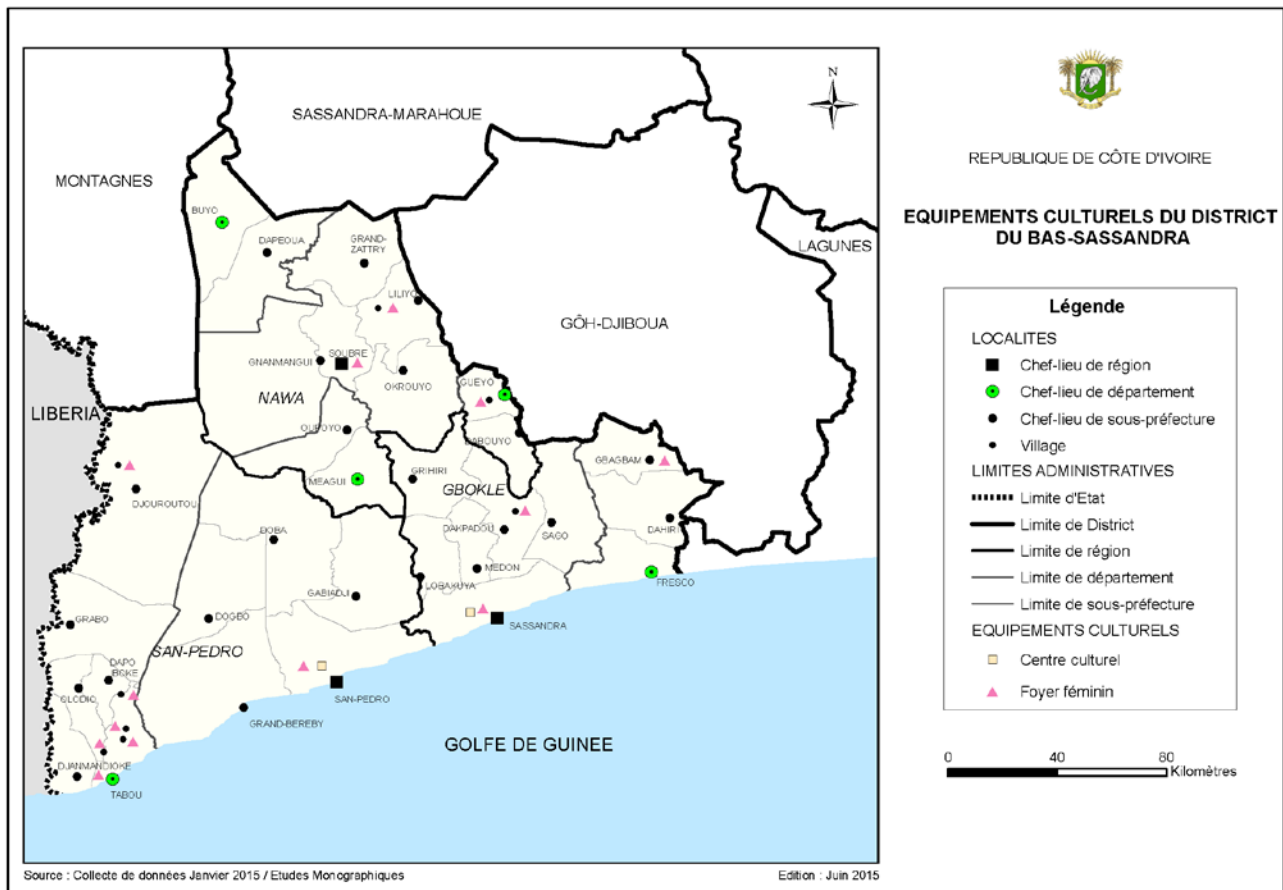 SASSANDRA-MARAHOUE
N
MONTAGNES
BUYO
DAPEOUA
GRAND-
ZATTRY
LAGUNES
LILIYO
GÔH-DJIBOUA
GNANMANGUI
SOUBRE
OKROUYO
GUEYO
NAWA
LIBERIA
OUPOYO
DABOUYO
GBAGBAM
MEAGUI
GRIHIRI
GBOKLE
DJOUROUTOU
DAKPADOU
SAGO
DAHIRI
DOBA
MEDON
LOBAKUYA
FRESCO
GABIADJI
GRABO
DOGBO
SASSANDRA
SAN-PEDRO
DAPO
IBOKE
OLODIO
SAN-PEDRO
GRAND-BEREBY
GOLFE DE GUINEE
DJANMANDIOKE
TABOU
REPUBLIQUE DE CÔTE D'IVOIRE
EQUIPEMENTS CULTURELS DU DISTRICT
DU BAS-SASSANDRA
Légende
LOCALITES
Chef-lieu de région
Chef-lieu de département
Chef-lieu de sous-préfecture
Village
LIMITES ADMINISTRATIVES
Limite d'Etat
Limite de District
Limite de région
Limite de département
Limite de sous-préfecture
EQUIPEMENTS CULTURELS
Centre culturel
Foyer féminin
0 40 80
Kilomètres
Source : Collecte de données Janvier 2015 / Etudes Monographiques
Edition : Juin 2015